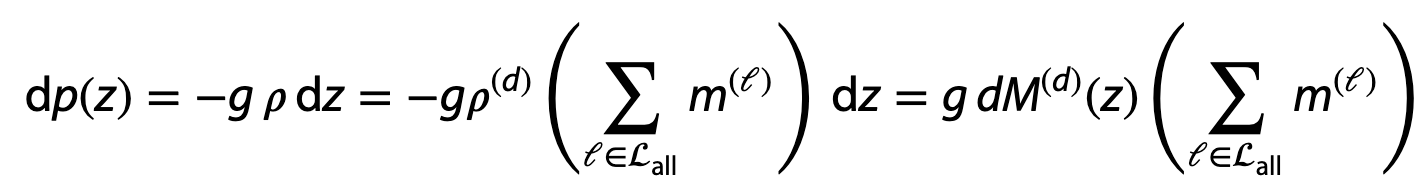 dp(z) = −g ρ dz = −gρ^(d) (∑_{ℓ∈ℒ_all} m^(ℓ)) dz = g dM^(d)(z) (∑_{ℓ∈ℒ_all} m^(ℓ))